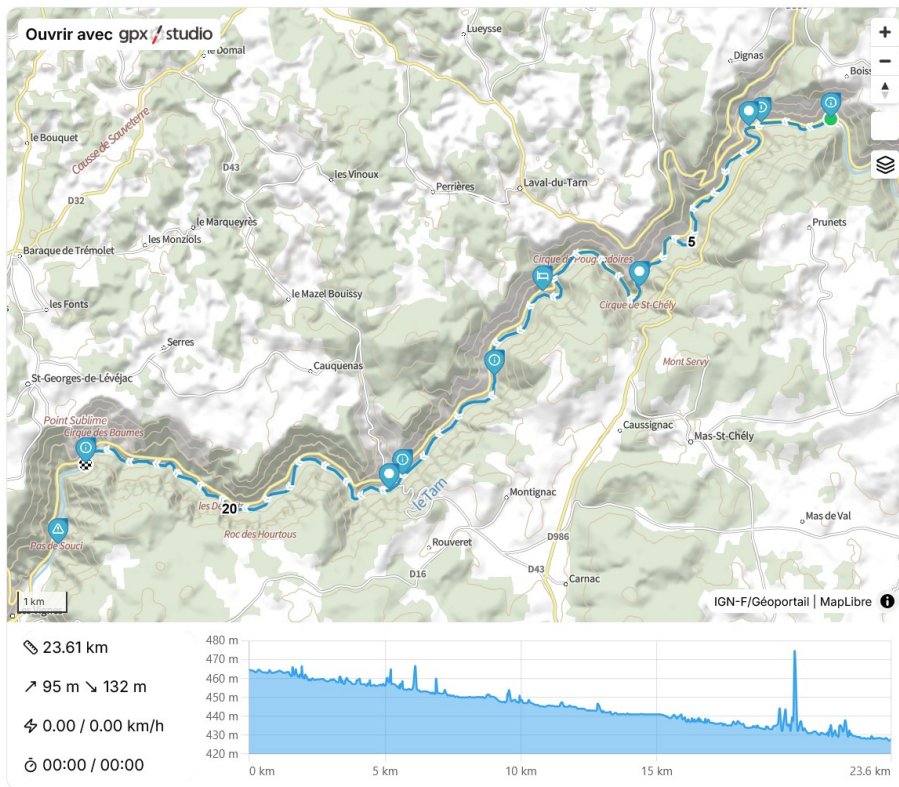 Ouvrir avec gpx studio
Lueysse
le Domal
Dignas
Boiss
le Bouquet
Causse de Sauveterre
D43
les Vinoux
Perrières
Laval-du-Tarn
D32
le Marqueyrès
les Monziols
Baraque de Trémolet
Prunets
5
Cirque de Pougnadoires
Cirque de St-Chély
le Mazel Bouissy
les Fonts
Serres
Mont Servy
Cauquenas
St-Georges-de-Lévéjac
Point Sublime
Cirque des Baumes
Caussignac
Mas-St-Chély
le Tarn
Montignac
20
Mas de Val
Roc des Hourtous
Pas de Souci
Rouveret
D986
D16
D43
Carnac
1 km
IGN-F/Géoportail | MapLibre
23.61 km
95 m 132 m
0.00 / 0.00 km/h
00:00 / 00:00
480 m
470 m
460 m
450 m
440 m
430 m
420 m
0 km 5 km 10 km 15 km 23.6 km